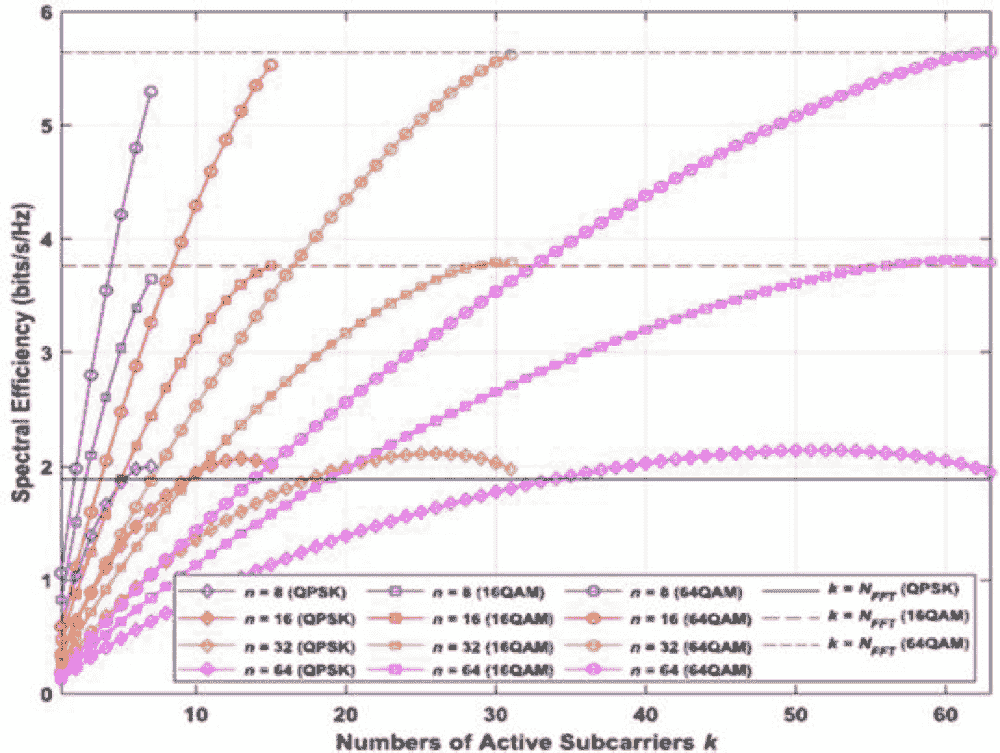 6
5
4
3
2
1
0
10 20 30 40 50 60
Spectral Efficiency (bits/s/Hz)
Numbers of Active Subcarriers k
n = 8 (QPSK) n = 8 (16QAM) n = 8 (64QAM) k = N_FFT (QPSK)
n = 16 (QPSK) n = 16 (16QAM) n = 16 (64QAM) k = N_FFT (16QAM)
n = 32 (QPSK) n = 32 (16QAM) n = 32 (64QAM) k = N_FFT (64QAM)
n = 64 (QPSK) n = 64 (16QAM) n = 64 (64QAM)